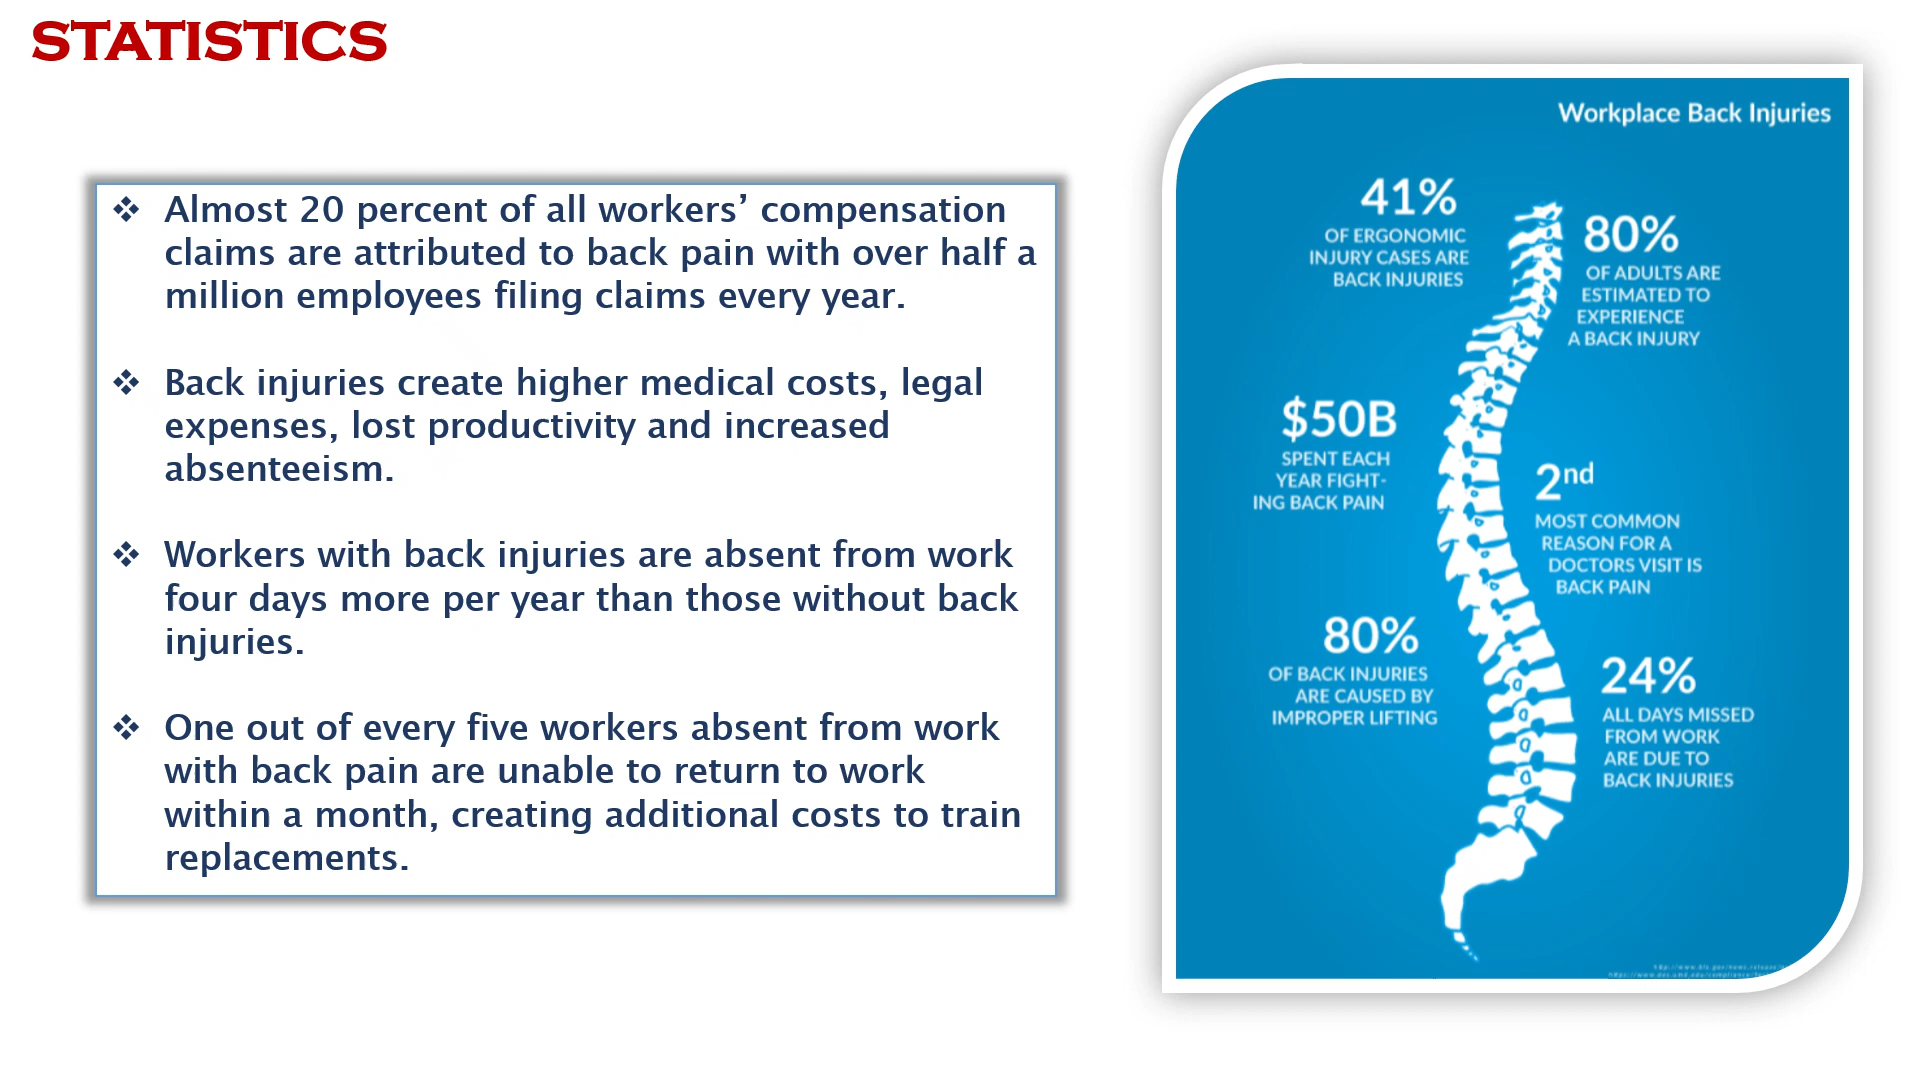 STATISTICS
❖ Almost 20 percent of all workers’ compensation
claims are attributed to back pain with over half a
million employees filing claims every year.
❖ Back injuries create higher medical costs, legal
expenses, lost productivity and increased
absenteeism.
❖ Workers with back injuries are absent from work
four days more per year than those without back
injuries.
❖ One out of every five workers absent from work
with back pain are unable to return to work
within a month, creating additional costs to train
replacements.
Workplace Back Injuries
41%
OF ERGONOMIC
INJURY CASES ARE
BACK INJURIES
80%
OF ADULTS ARE
ESTIMATED TO
EXPERIENCE
A BACK INJURY
$50B
SPENT EACH
YEAR FIGHT-
ING BACK PAIN
2nd
MOST COMMON
REASON FOR A
DOCTORS VISIT IS
BACK PAIN
80%
OF BACK INJURIES
ARE CAUSED BY
IMPROPER LIFTING
24%
ALL DAYS MISSED
FROM WORK
ARE DUE TO
BACK INJURIES